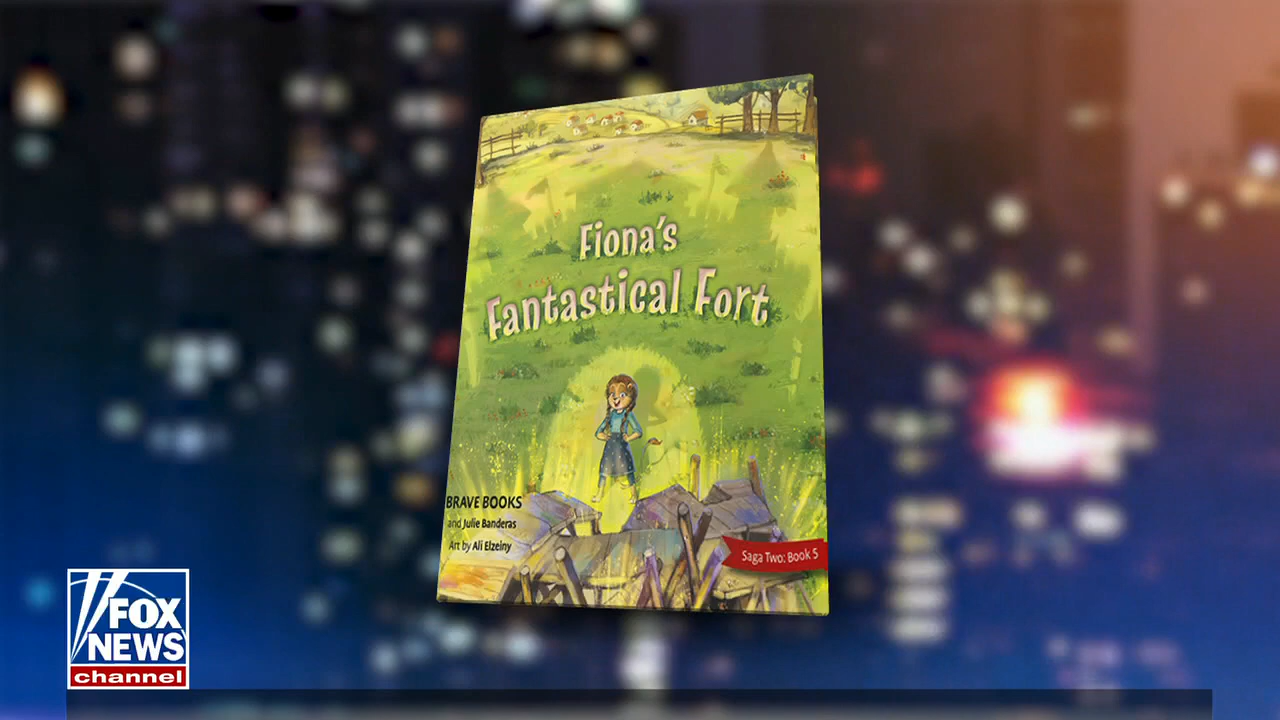 Fiona's
Fantastical Fort
BRAVE BOOKS
and Julie Banderas
Art by Ali Elzeiny
Saga Two: Book 5
FOX
NEWS
channel